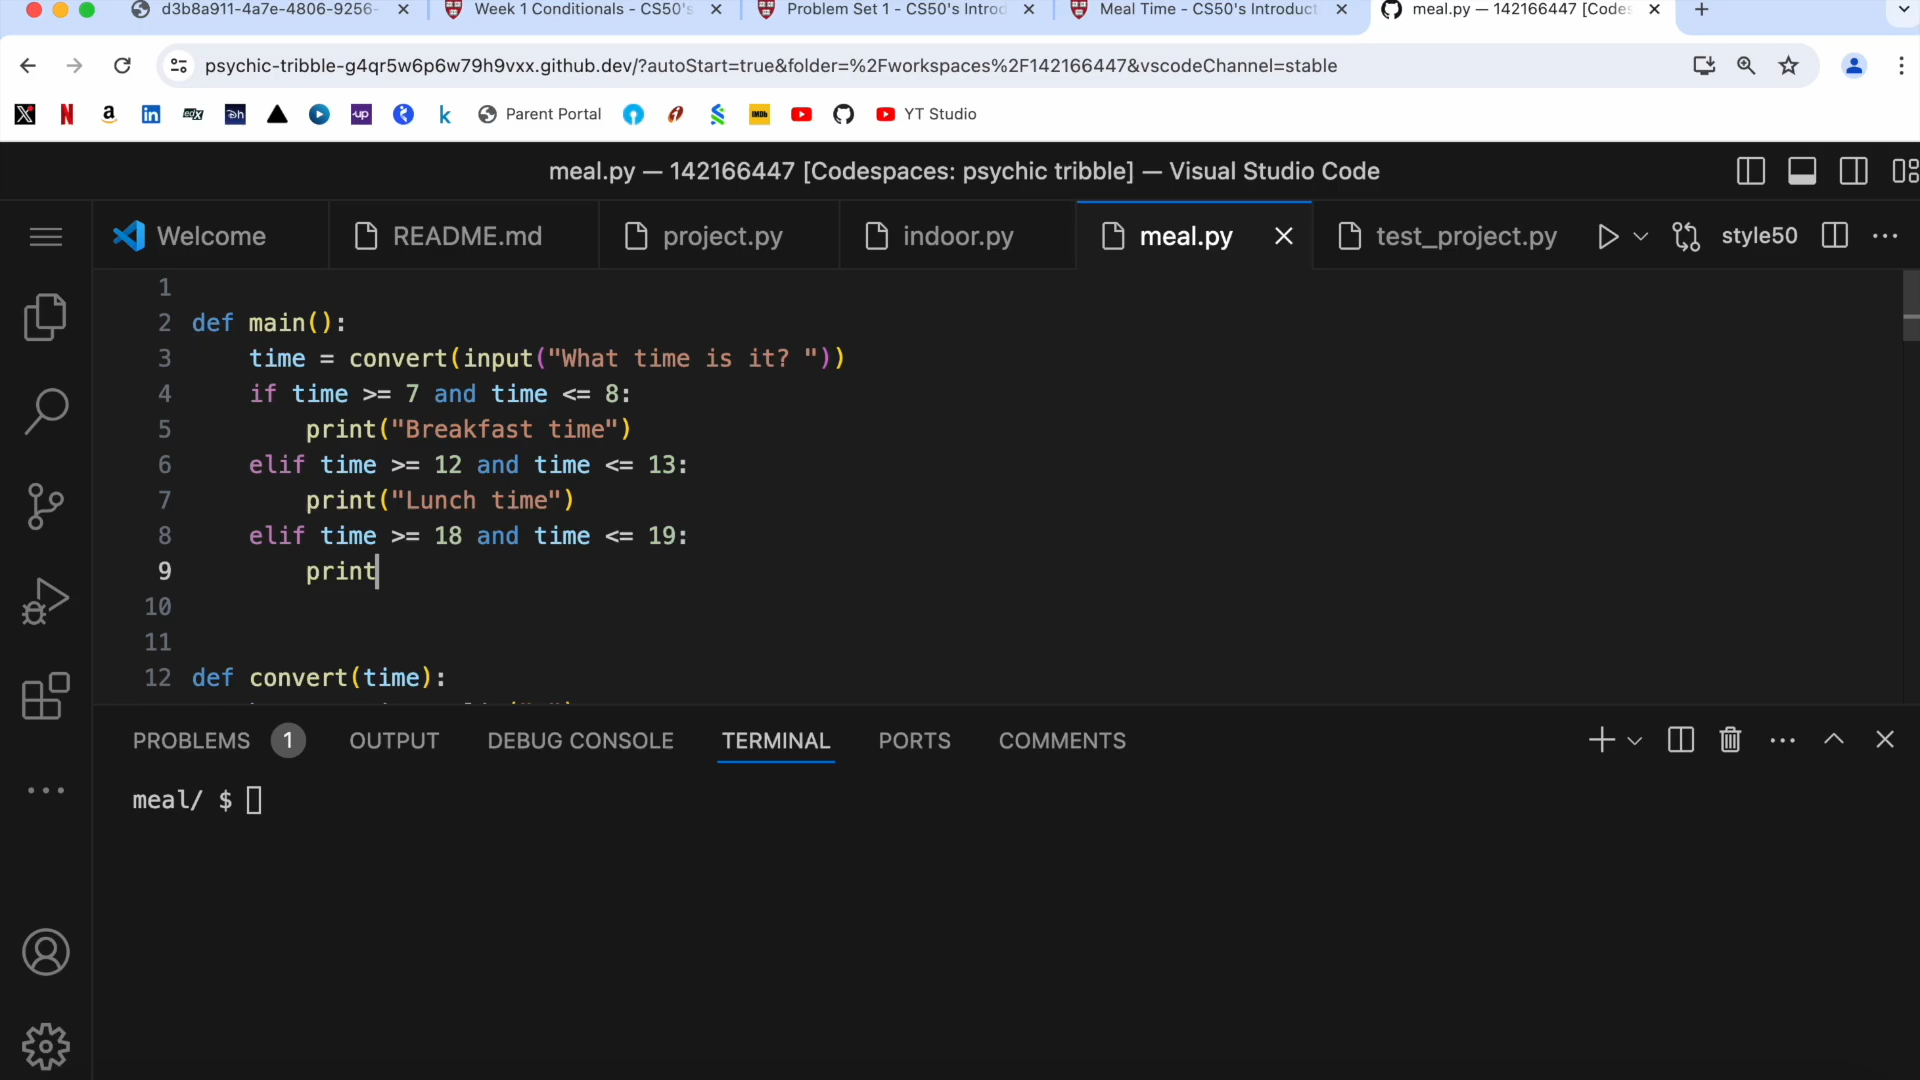 d3b8a911-4a7e-4806-9256-
Week 1 Conditionals - CS50's
Problem Set 1 - CS50's Introd
Meal Time - CS50's Introduct
meal.py — 142166447 [Codes
psychic-tribble-g4qr5w6p6w79h9vxx.github.dev/?autoStart=true&folder=%2Fworkspaces%2F142166447&vscodeChannel=stable
Parent Portal
YT Studio
meal.py — 142166447 [Codespaces: psychic tribble] — Visual Studio Code
Welcome
README.md
project.py
indoor.py
meal.py
test_project.py
style50
1
2 def main():
3 time = convert(input("What time is it? "))
4 if time >= 7 and time <= 8:
5 print("Breakfast time")
6 elif time >= 12 and time <= 13:
7 print("Lunch time")
8 elif time >= 18 and time <= 19:
9 print
10
11
12 def convert(time):
PROBLEMS 1 OUTPUT DEBUG CONSOLE TERMINAL PORTS COMMENTS
meal/ $